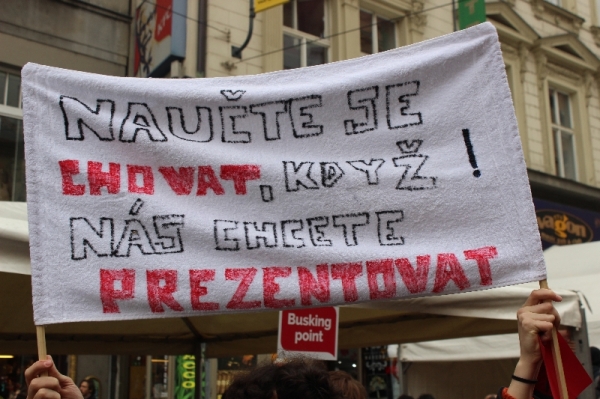 NAUČTE SE
CHOVAT, KDYŽ !
NÁS CHCETE
PREZENTOVAT
Busking
point